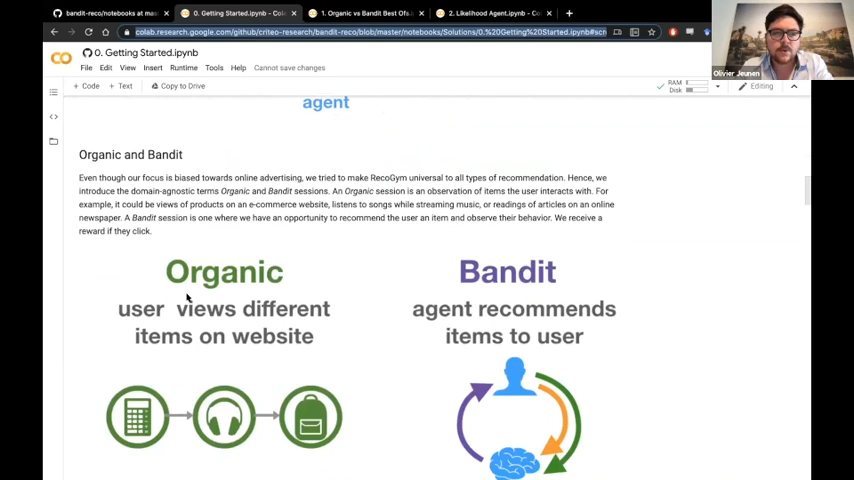 bandit-reco/notebooks at mas
0. Getting Started.ipynb - Cola
1. Organic vs Bandit Best Ofs.i
2. Likelihood Agent.ipynb - Col
colab.research.google.com/github/criteo-research/bandit-reco/blob/master/notebooks/Solutions/0.%20Getting%20Started.ipynb#scr
0. Getting Started.ipynb
File Edit View Insert Runtime Tools Help Cannot save changes
+ Code + Text Copy to Drive
RAM
Disk
Editing
Olivier Jeunen
agent
Organic and Bandit
Even though our focus is biased towards online advertising, we tried to make RecoGym universal to all types of recommendation. Hence, we
introduce the domain-agnostic terms Organic and Bandit sessions. An Organic session is an observation of items the user interacts with. For
example, it could be views of products on an e-commerce website, listens to songs while streaming music, or readings of articles on an online
newspaper. A Bandit session is one where we have an opportunity to recommend the user an item and observe their behavior. We receive a
reward if they click.
Organic
user views different
items on website
Bandit
agent recommends
items to user